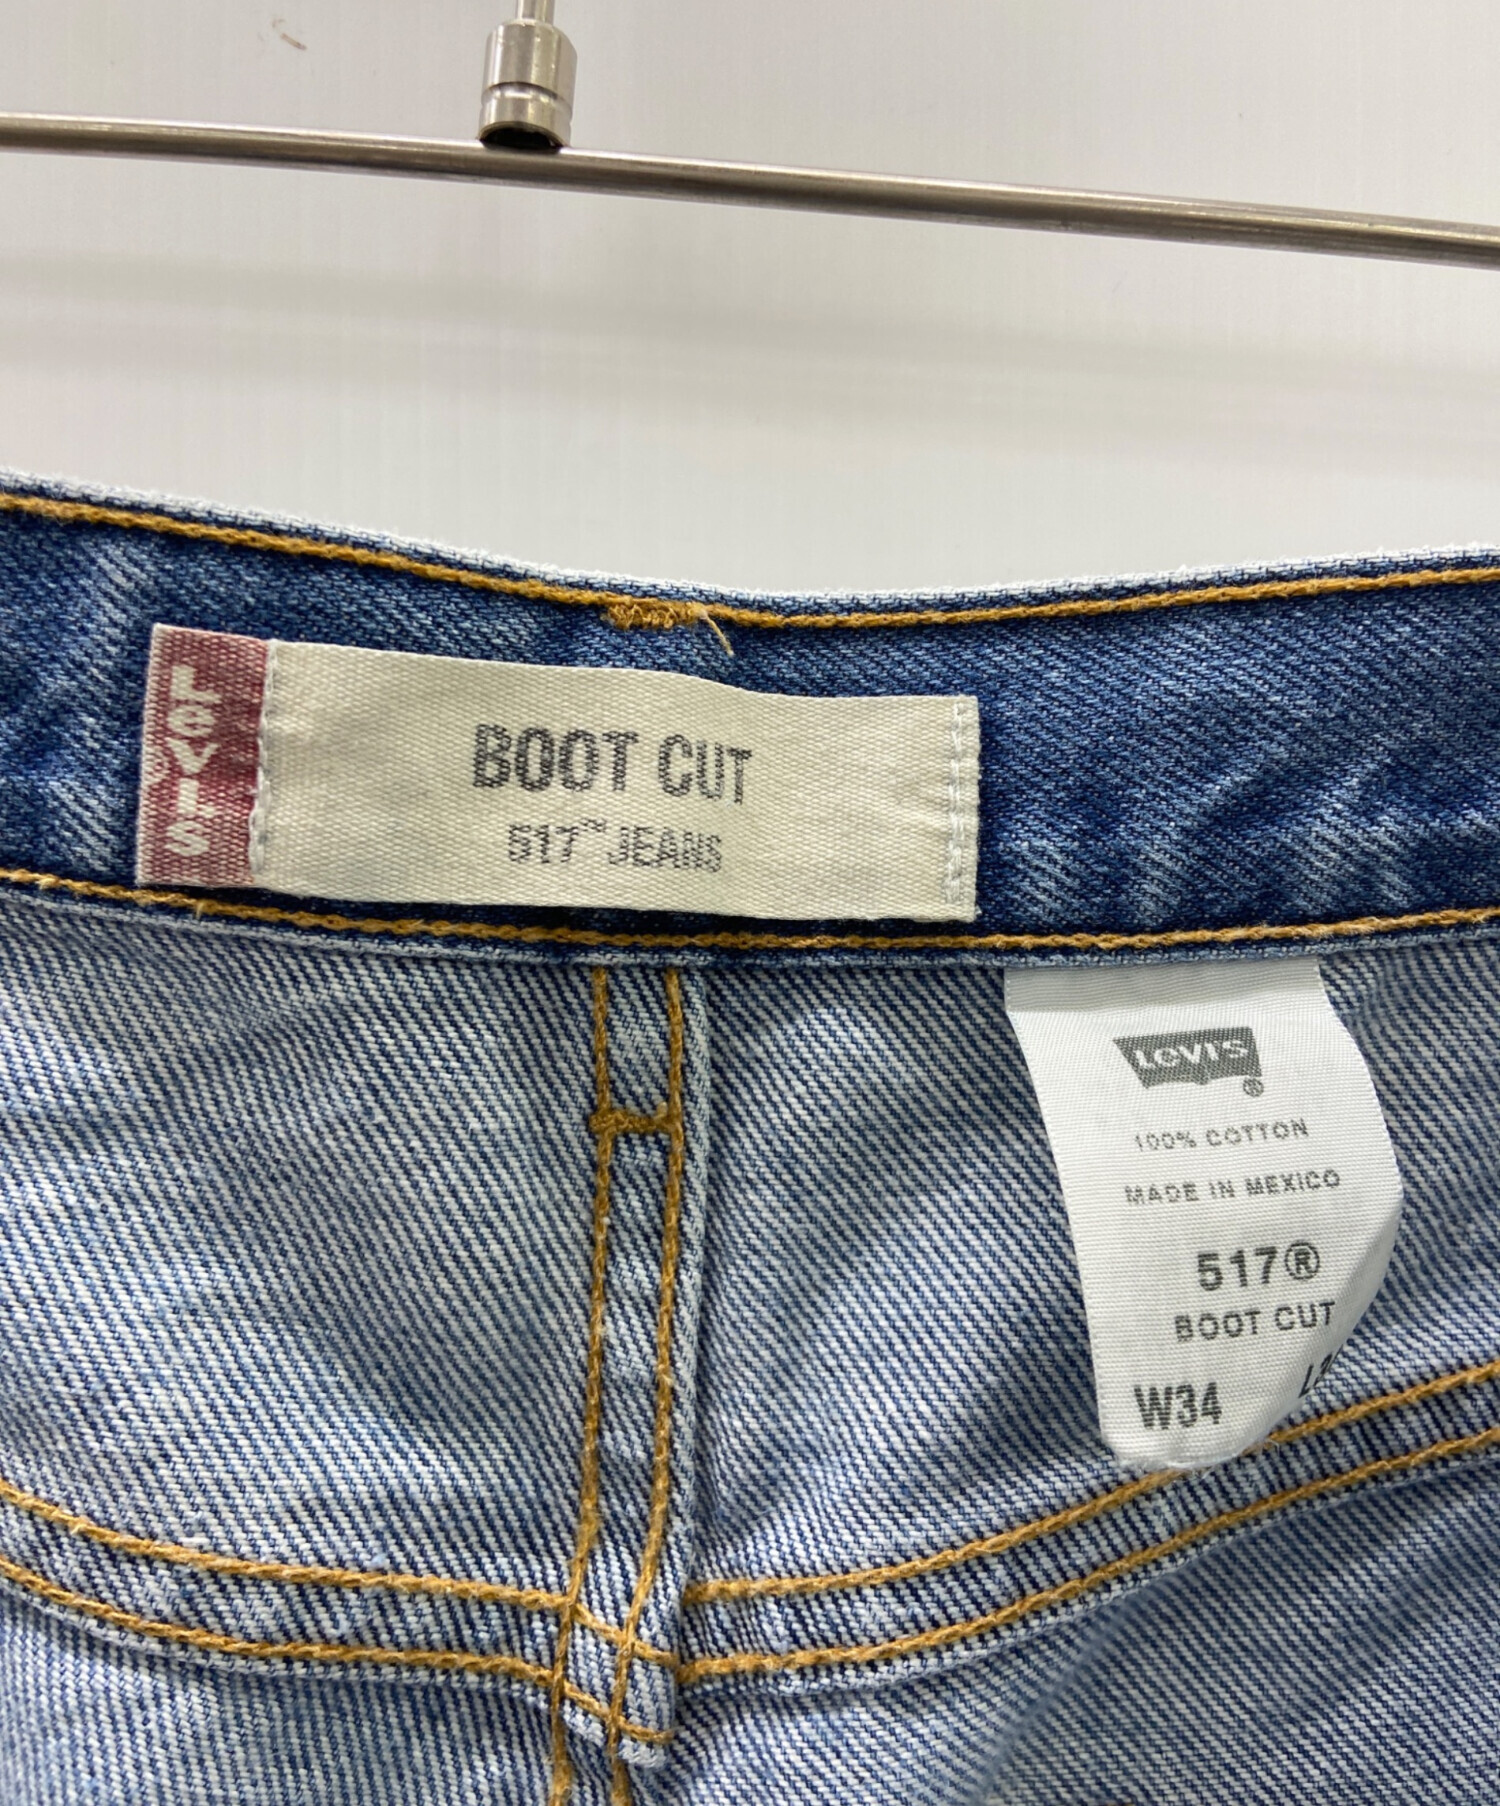 LEVI'S
BOOT CUT
517™ JEANS
LEVI'S®
100% COTTON
MADE IN MEXICO
517®
BOOT CUT
W34